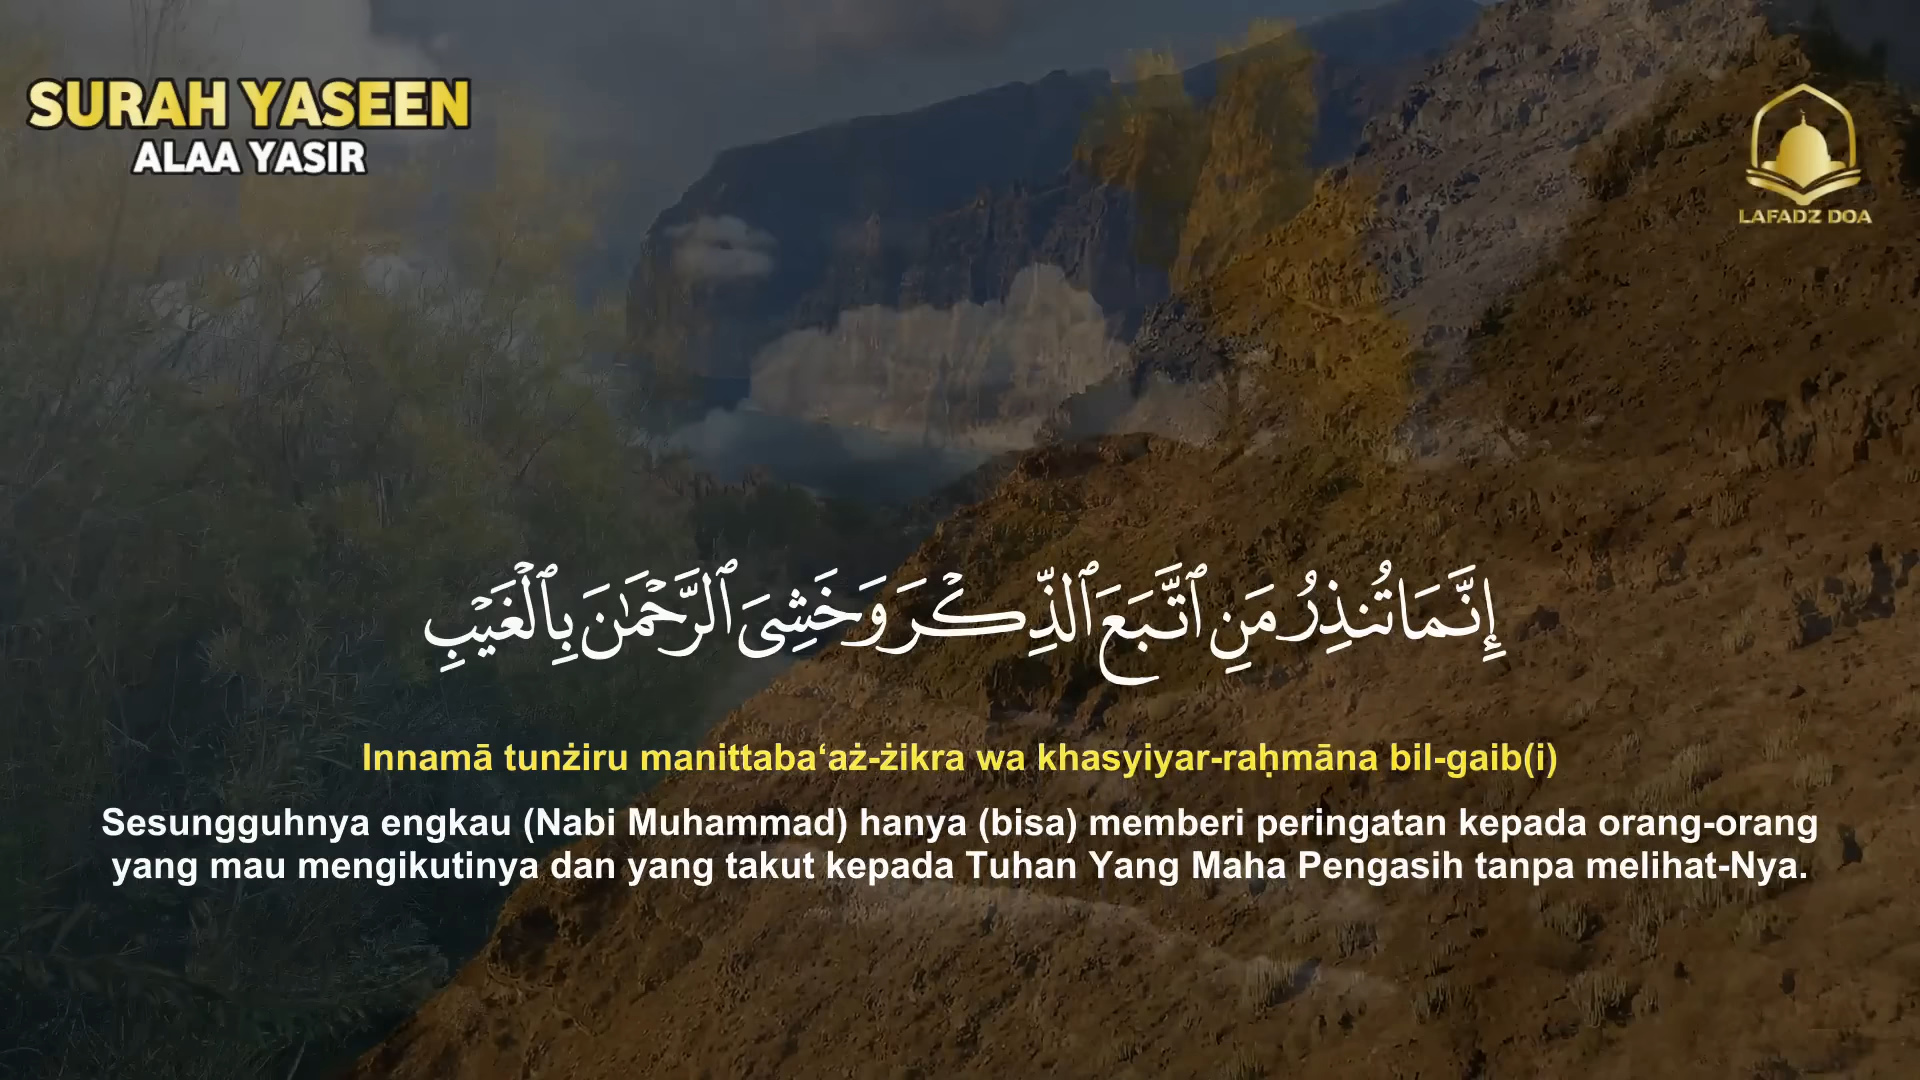 SURAH YASEEN
ALAA YASIR
LAFADZ DOA
إِنَّمَا تُنذِرُ مَنِ ٱتَّبَعَ ٱلذِّكْرَ وَخَشِىَ ٱلرَّحْمَٰنَ بِٱلْغَيْبِ
Innamā tunżiru manittaba‘aż-żikra wa khasyiyar-raḥmāna bil-gaib(i)
Sesungguhnya engkau (Nabi Muhammad) hanya (bisa) memberi peringatan kepada orang-orang
yang mau mengikutinya dan yang takut kepada Tuhan Yang Maha Pengasih tanpa melihat-Nya.